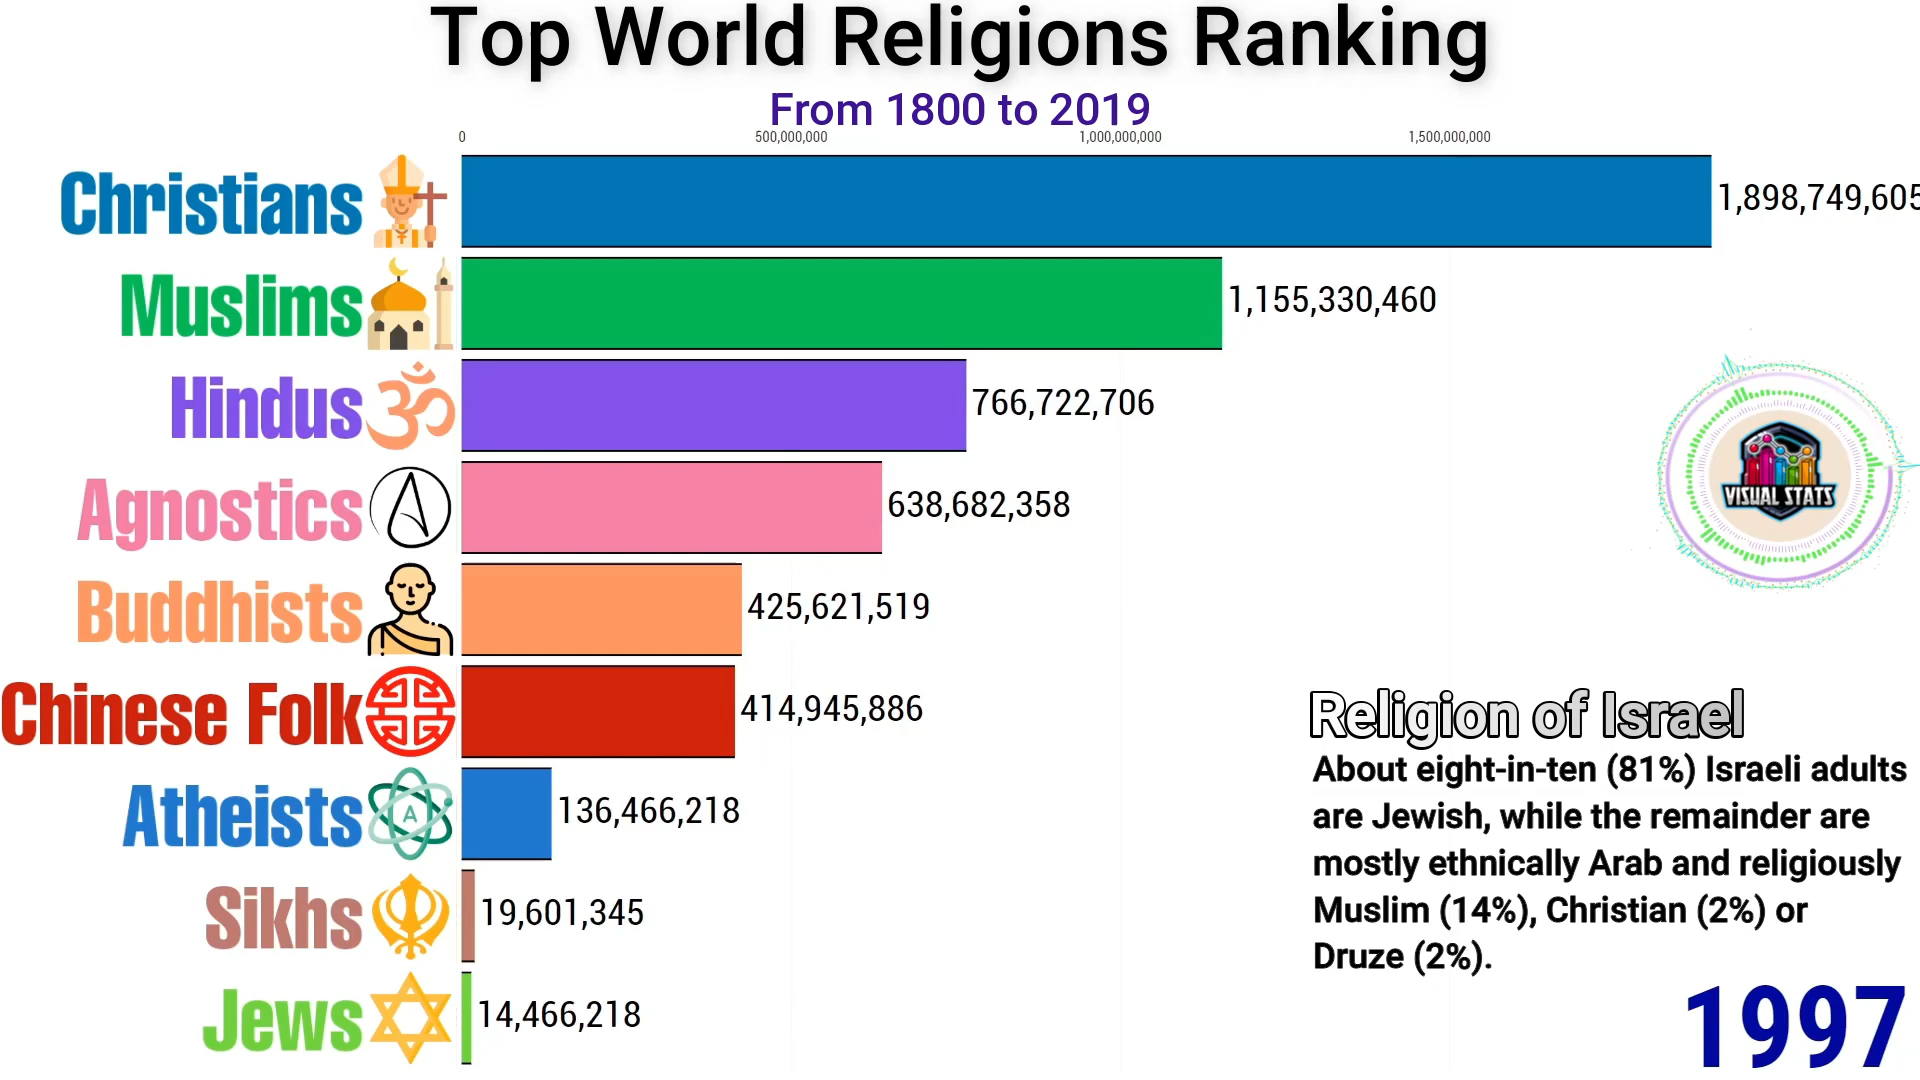 Top World Religions Ranking
From 1800 to 2019
0 500,000,000 1,000,000,000 1,500,000,000
Christians 1,898,749,605
Muslims 1,155,330,460
Hindus 766,722,706
Agnostics 638,682,358
Buddhists 425,621,519
VISUAL STATS
Chinese Folk 414,945,886
Atheists A 136,466,218
Sikhs 19,601,345
Jews 14,466,218
Religion of Israel
About eight-in-ten (81%) Israeli adults
are Jewish, while the remainder are
mostly ethnically Arab and religiously
Muslim (14%), Christian (2%) or
Druze (2%).
1997